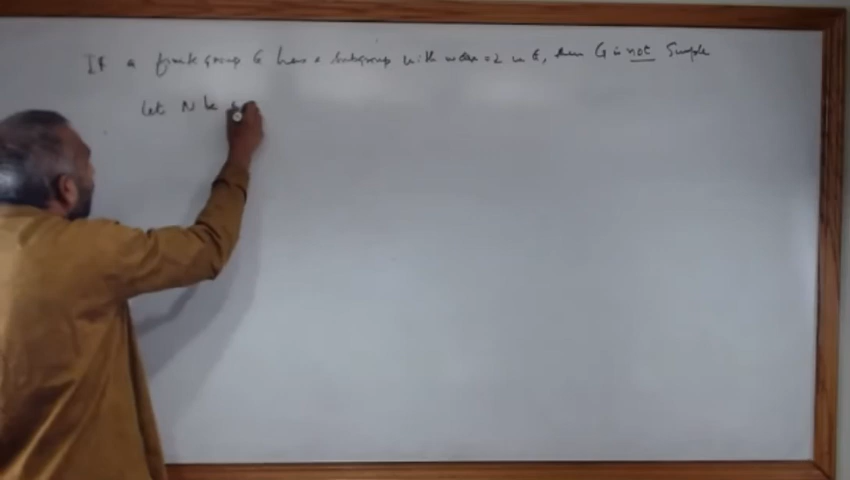 If a finite group G has a subgroup with index = 2 in G, then G is not Simple
Let N be